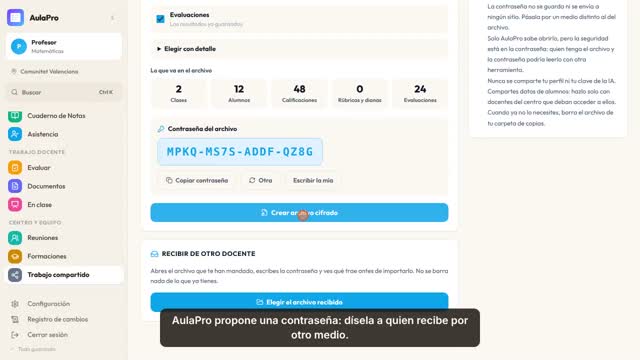 AulaPro
P
Profesor
Matemáticas
Comunitat Valenciana
Buscar
Ctrl K
Cuaderno de Notas
Asistencia
TRABAJO DOCENTE
Evaluar
Documentos
En clase
CENTRO Y EQUIPO
Reuniones
Formaciones
Trabajo compartido
Configuración
Registro de cambios
Cerrar sesión
Todo guardado
Evaluaciones
Los resultados ya guardados
Elegir con detalle
Lo que va en el archivo
2
Clases
12
Alumnos
48
Calificaciones
0
Rúbricas y dianas
24
Evaluaciones
Contraseña del archivo
MPKQ-MS7S-ADDF-QZ8G
Copiar contraseña
Otra
Escribir la mía
Crear archivo cifrado
RECIBIR DE OTRO DOCENTE
Abres el archivo que te han mandado, escribes la contraseña y ves qué trae antes de importarlo. No se borra
nada de lo que ya tienes.
Elegir el archivo recibido
La contraseña no se guarda ni se envía a
ningún sitio. Pásala por un medio distinto al del
archivo.
Solo AulaPro sabe abrirlo, pero la seguridad
está en la contraseña: quien tenga el archivo y
la contraseña podría leerlo con otra
herramienta.
Nunca se comparte tu perfil ni tu clave de la IA.
Compartes datos de alumnos: hazlo solo con
docentes del centro que deban acceder a ellos.
Cuando ya no lo necesites, borra el archivo de
tu carpeta de copias.
AulaPro propone una contraseña: dísela a quien recibe por
otro medio.